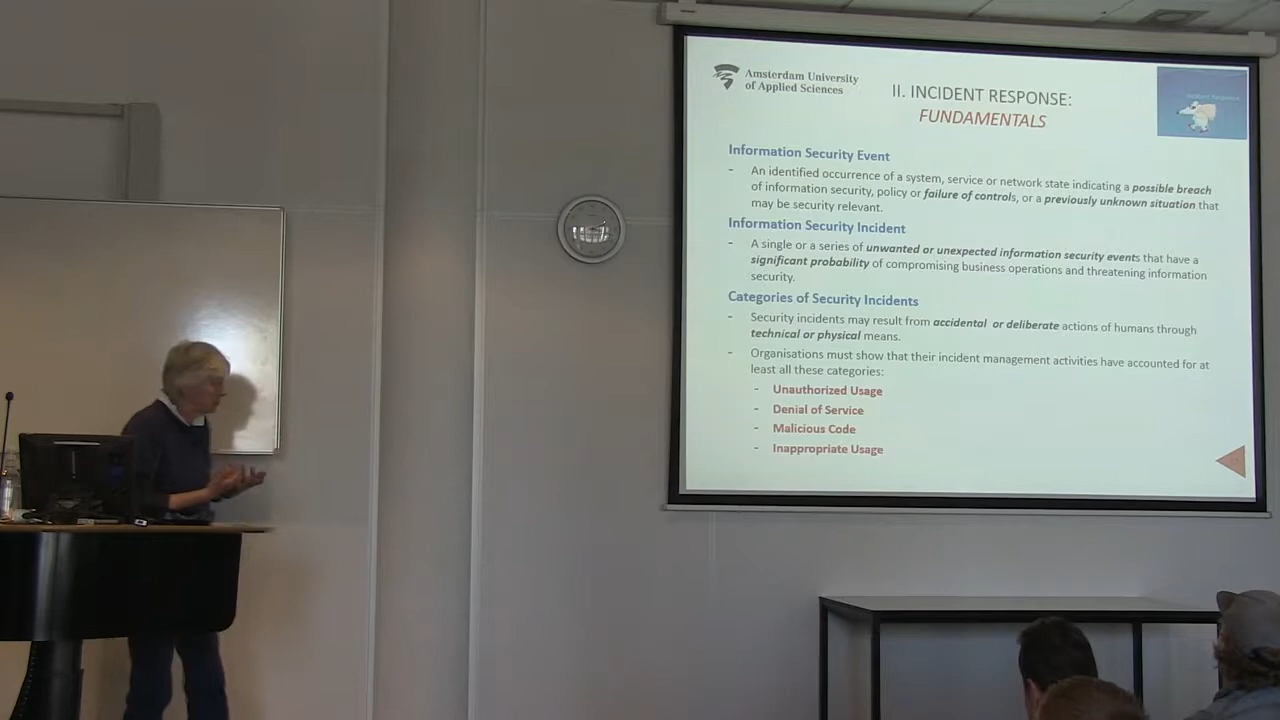 Amsterdam University
of Applied Sciences
II. INCIDENT RESPONSE:
FUNDAMENTALS
Incident Response
Information Security Event
- An identified occurrence of a system, service or network state indicating a possible breach
of information security, policy or failure of controls, or a previously unknown situation that
may be security relevant.
Information Security Incident
- A single or a series of unwanted or unexpected information security events that have a
significant probability of compromising business operations and threatening information
security.
Categories of Security Incidents
- Security incidents may result from accidental or deliberate actions of humans through
technical or physical means.
- Organisations must show that their incident management activities have accounted for at
least all these categories:
- Unauthorized Usage
- Denial of Service
- Malicious Code
- Inappropriate Usage